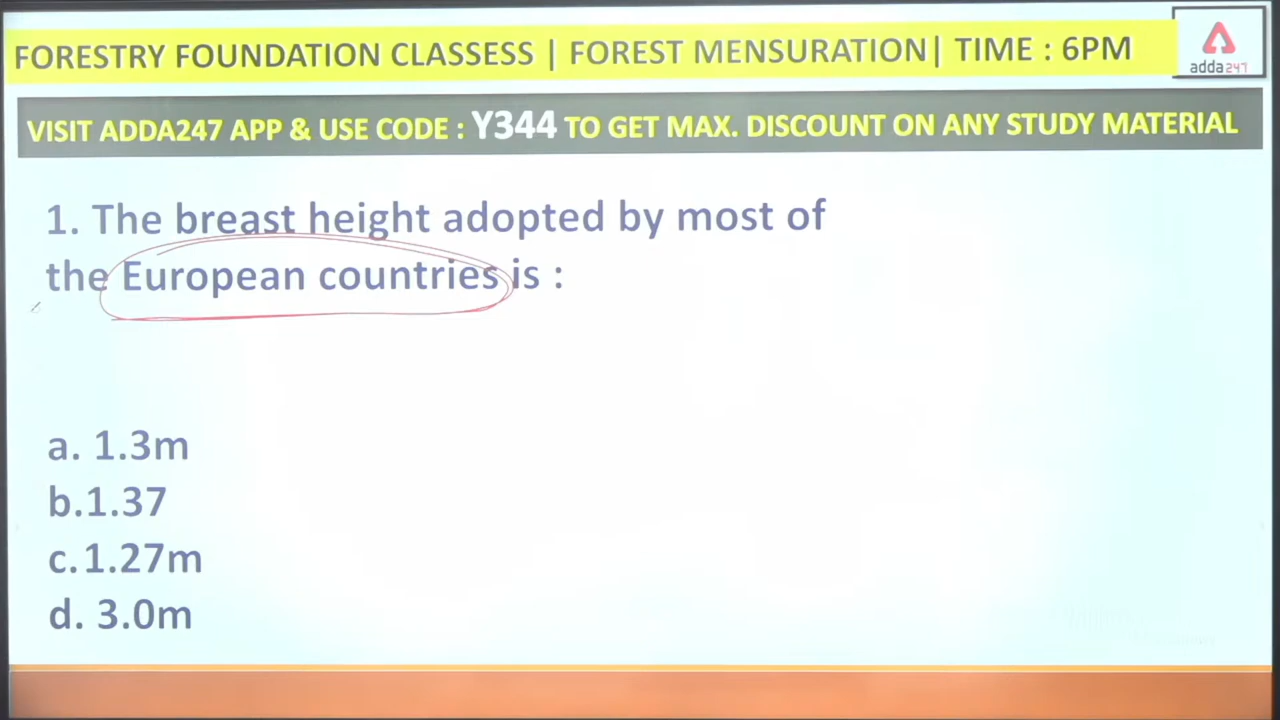 FORESTRY FOUNDATION CLASSESS | FOREST MENSURATION| TIME : 6PM
adda247
VISIT ADDA247 APP & USE CODE : Y344 TO GET MAX. DISCOUNT ON ANY STUDY MATERIAL
1. The breast height adopted by most of
the European countries is :
a. 1.3m
b.1.37
c.1.27m
d. 3.0m